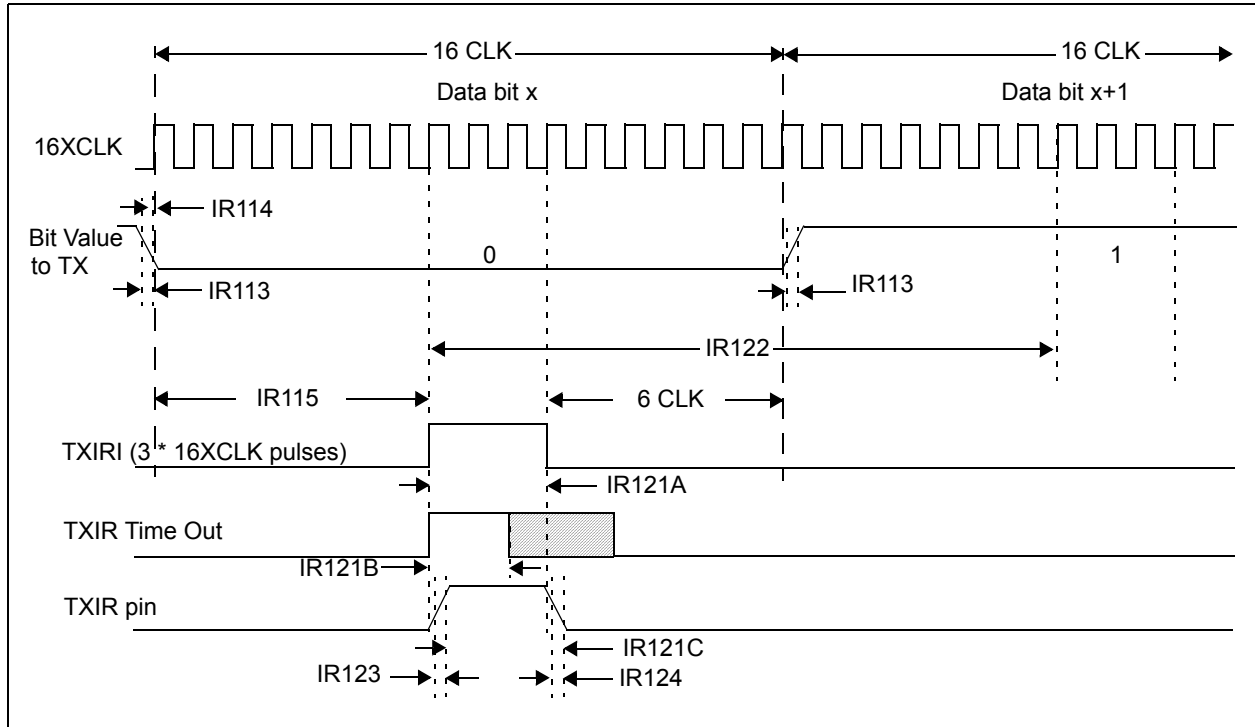 16 CLK
16 CLK
Data bit x
Data bit x+1
16XCLK
IR114
Bit Value
to TX
0
1
IR113
IR113
IR122
IR115
6 CLK
TXIRI (3 * 16XCLK pulses)
IR121A
TXIR Time Out
IR121B
TXIR pin
IR121C
IR123
IR124